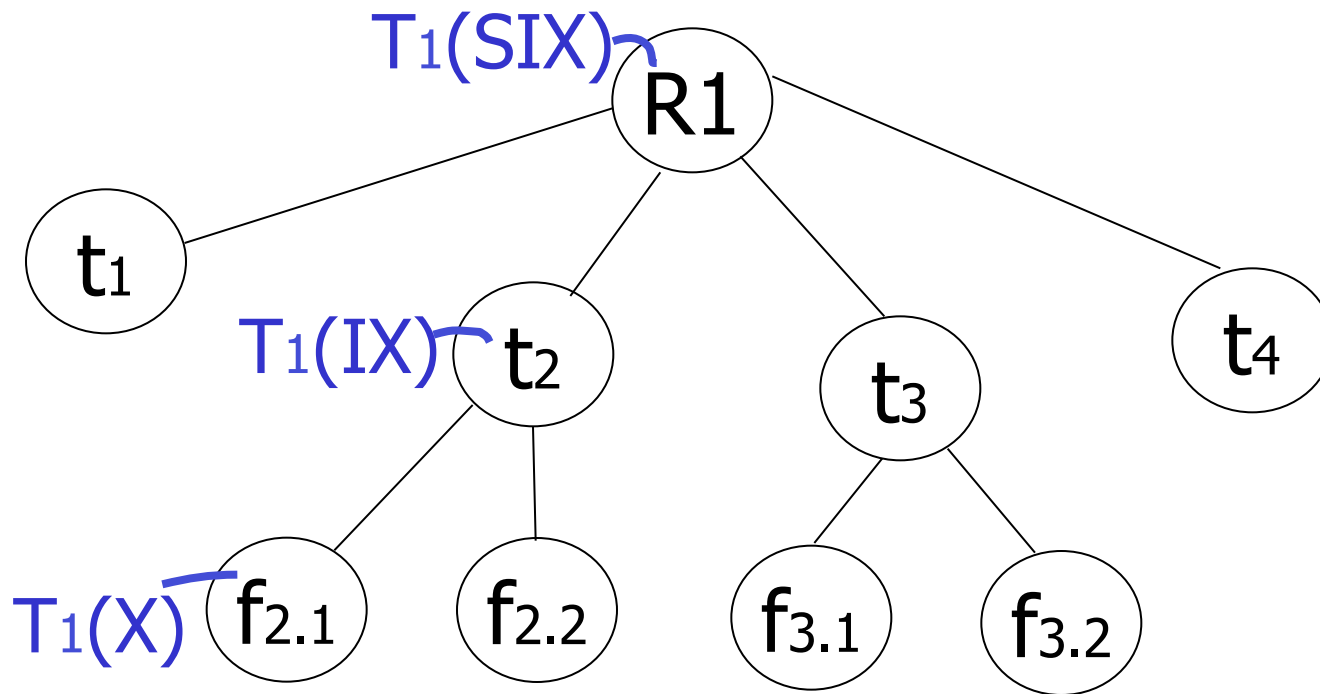 T1(SIX)
R1
t1
T1(IX)
t2
t3
t4
T1(X)
f2.1
f2.2
f3.1
f3.2